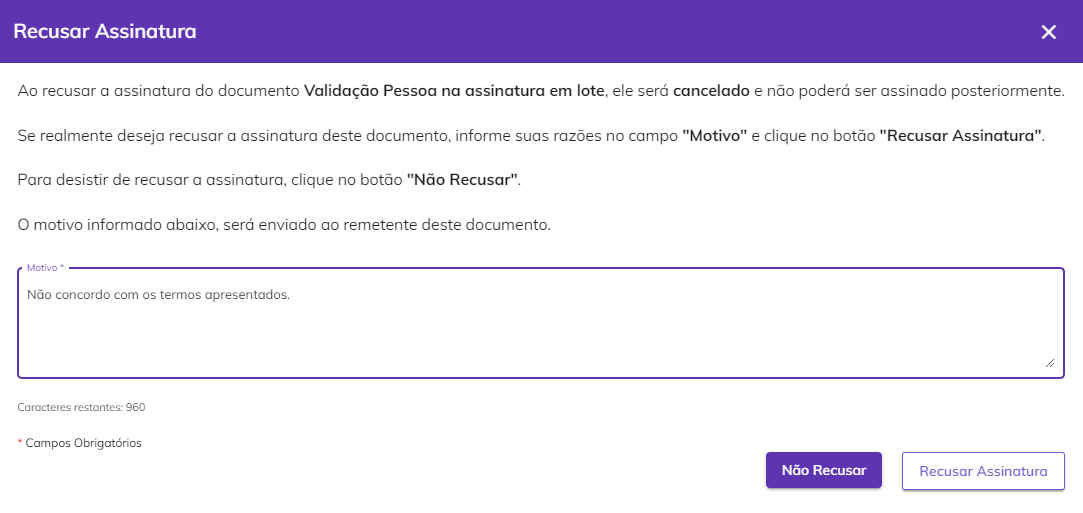 Recusar Assinatura
Ao recusar a assinatura do documento Validação Pessoa na assinatura em lote, ele será cancelado e não poderá ser assinado posteriormente.
Se realmente deseja recusar a assinatura deste documento, informe suas razões no campo "Motivo" e clique no botão "Recusar Assinatura".
Para desistir de recusar a assinatura, clique no botão "Não Recusar".
O motivo informado abaixo, será enviado ao remetente deste documento.
Motivo *
Não concordo com os termos apresentados.
Caracteres restantes: 960
* Campos Obrigatórios
Não Recusar
Recusar Assinatura